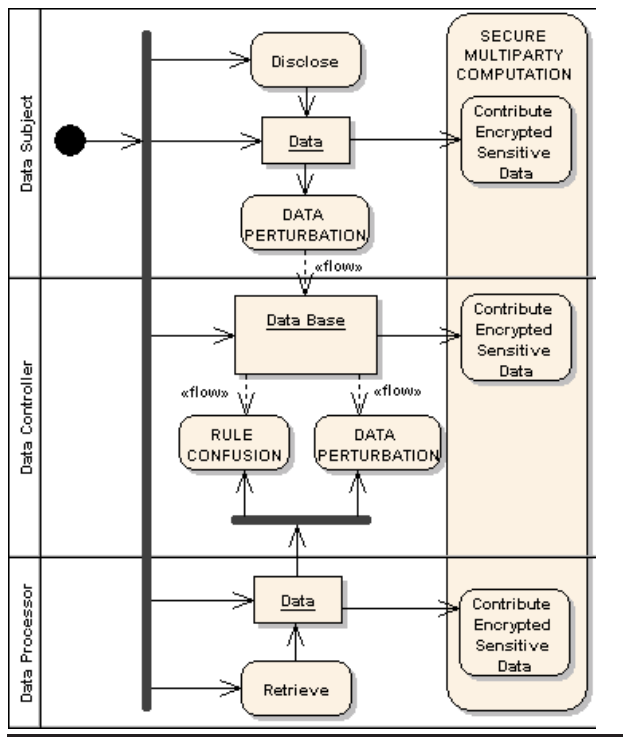 Data Subject
Disclose
Data
DATA
PERTURBATION
«flow»
SECURE
MULTIPARTY
COMPUTATION
Contribute
Encrypted
Sensitive
Data
Data Controller
Data Base
«flow»
«flow»
RULE
CONFUSION
DATA
PERTURBATION
Contribute
Encrypted
Sensitive
Data
Data Processor
Data
Retrieve
Contribute
Encrypted
Sensitive
Data